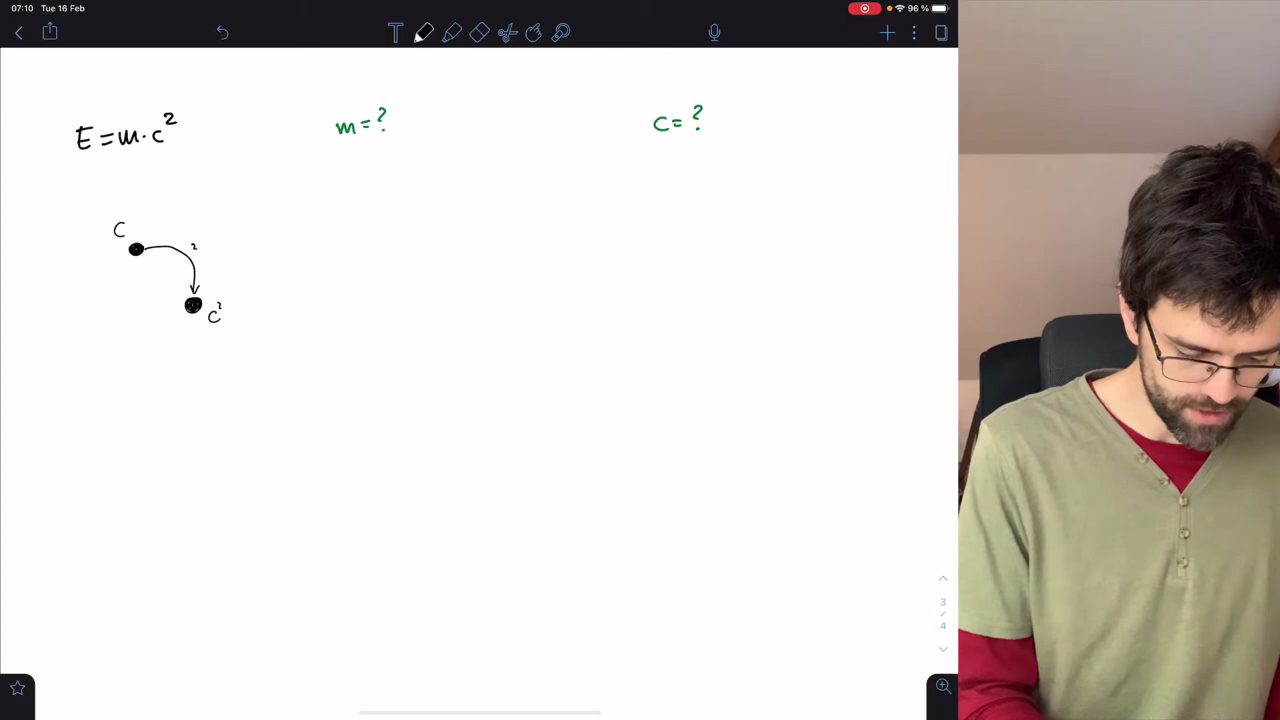 07:10 Tue 16 Feb
96 %
T
E = m · c²
m = ?
c = ?
C
2
C²
3
/
4